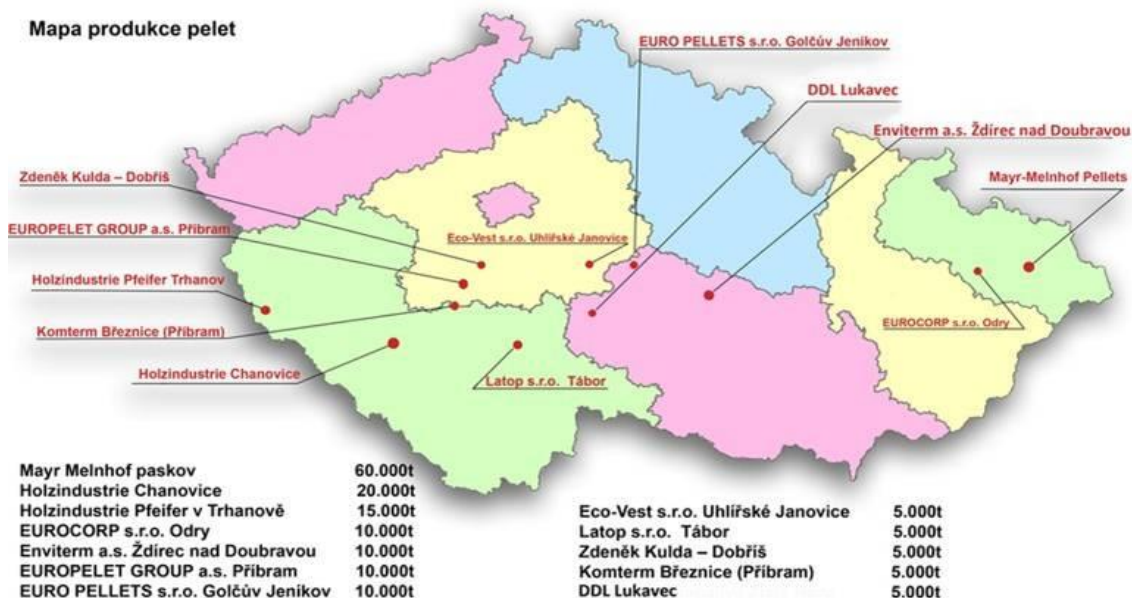 Mapa produkce pelet
EURO PELLETS s.r.o. Golčův Jeníkov
DDL Lukavec
Enviterm a.s. Ždírec nad Doubravou
Zdeněk Kulda – Dobříš
Mayr-Melnhof Pellets
EUROPELET GROUP a.s. Příbram
Eco-Vest s.r.o. Uhlířské Janovice
Holzindustrie Pfeifer Trhanov
Komterm Březnice (Příbram)
EUROCORP s.r.o. Odry
Holzindustrie Chanovice
Latop s.r.o. Tábor
Mayr Melnhof paskov 60.000t
Holzindustrie Chanovice 20.000t
Holzindustrie Pfeifer v Trhanově 15.000t
EUROCORP s.r.o. Odry 10.000t
Enviterm a.s. Ždírec nad Doubravou 10.000t
EUROPELET GROUP a.s. Příbram 10.000t
EURO PELLETS s.r.o. Golčův Jeníkov 10.000t
Eco-Vest s.r.o. Uhlířské Janovice 5.000t
Latop s.r.o. Tábor 5.000t
Zdeněk Kulda – Dobříš 5.000t
Komterm Březnice (Příbram) 5.000t
DDL Lukavec 5.000t